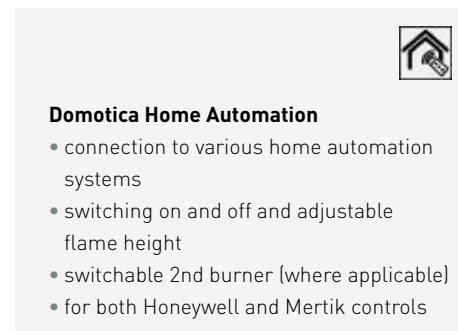 Domotica Home Automation
• connection to various home automation
systems
• switching on and off and adjustable
flame height
• switchable 2nd burner (where applicable)
• for both Honeywell and Mertik controls